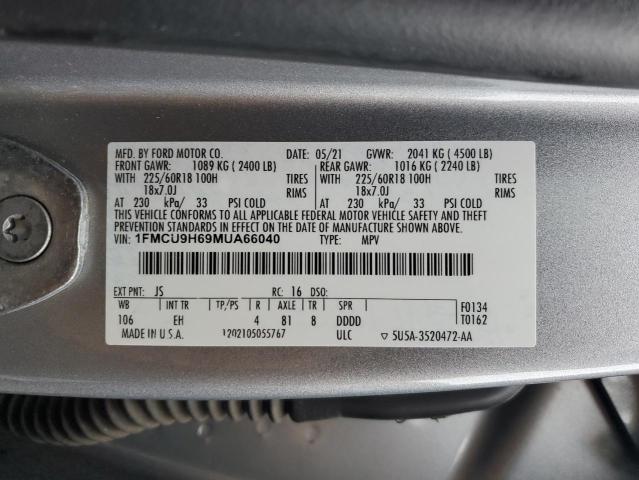 MFD. BY FORD MOTOR CO. DATE: 05/21 GVWR: 2041 KG ( 4500 LB)
FRONT GAWR: 1089 KG ( 2400 LB) REAR GAWR: 1016 KG ( 2240 LB)
WITH 225/60R18 100H TIRES WITH 225/60R18 100H TIRES
18x7.0J RIMS 18x7.0J RIMS
AT 230 kPa/ 33 PSI COLD AT 230 kPa/ 33 PSI COLD
THIS VEHICLE CONFORMS TO ALL APPLICABLE FEDERAL MOTOR VEHICLE SAFETY AND THEFT
PREVENTION STANDARDS IN EFFECT ON THE DATE OF MANUFACTURE SHOWN ABOVE.
VIN: 1FMCU9H69MUA66040 TYPE: MPV
EXT PNT: JS RC: 16 DSO:
WB INT TR TP/PS R AXLE TR SPR F0134
106 EH 4 81 8 DDDD T0162
MADE IN U.S.A. 1202105055767 ULC ▽ 5U5A-3520472-AA